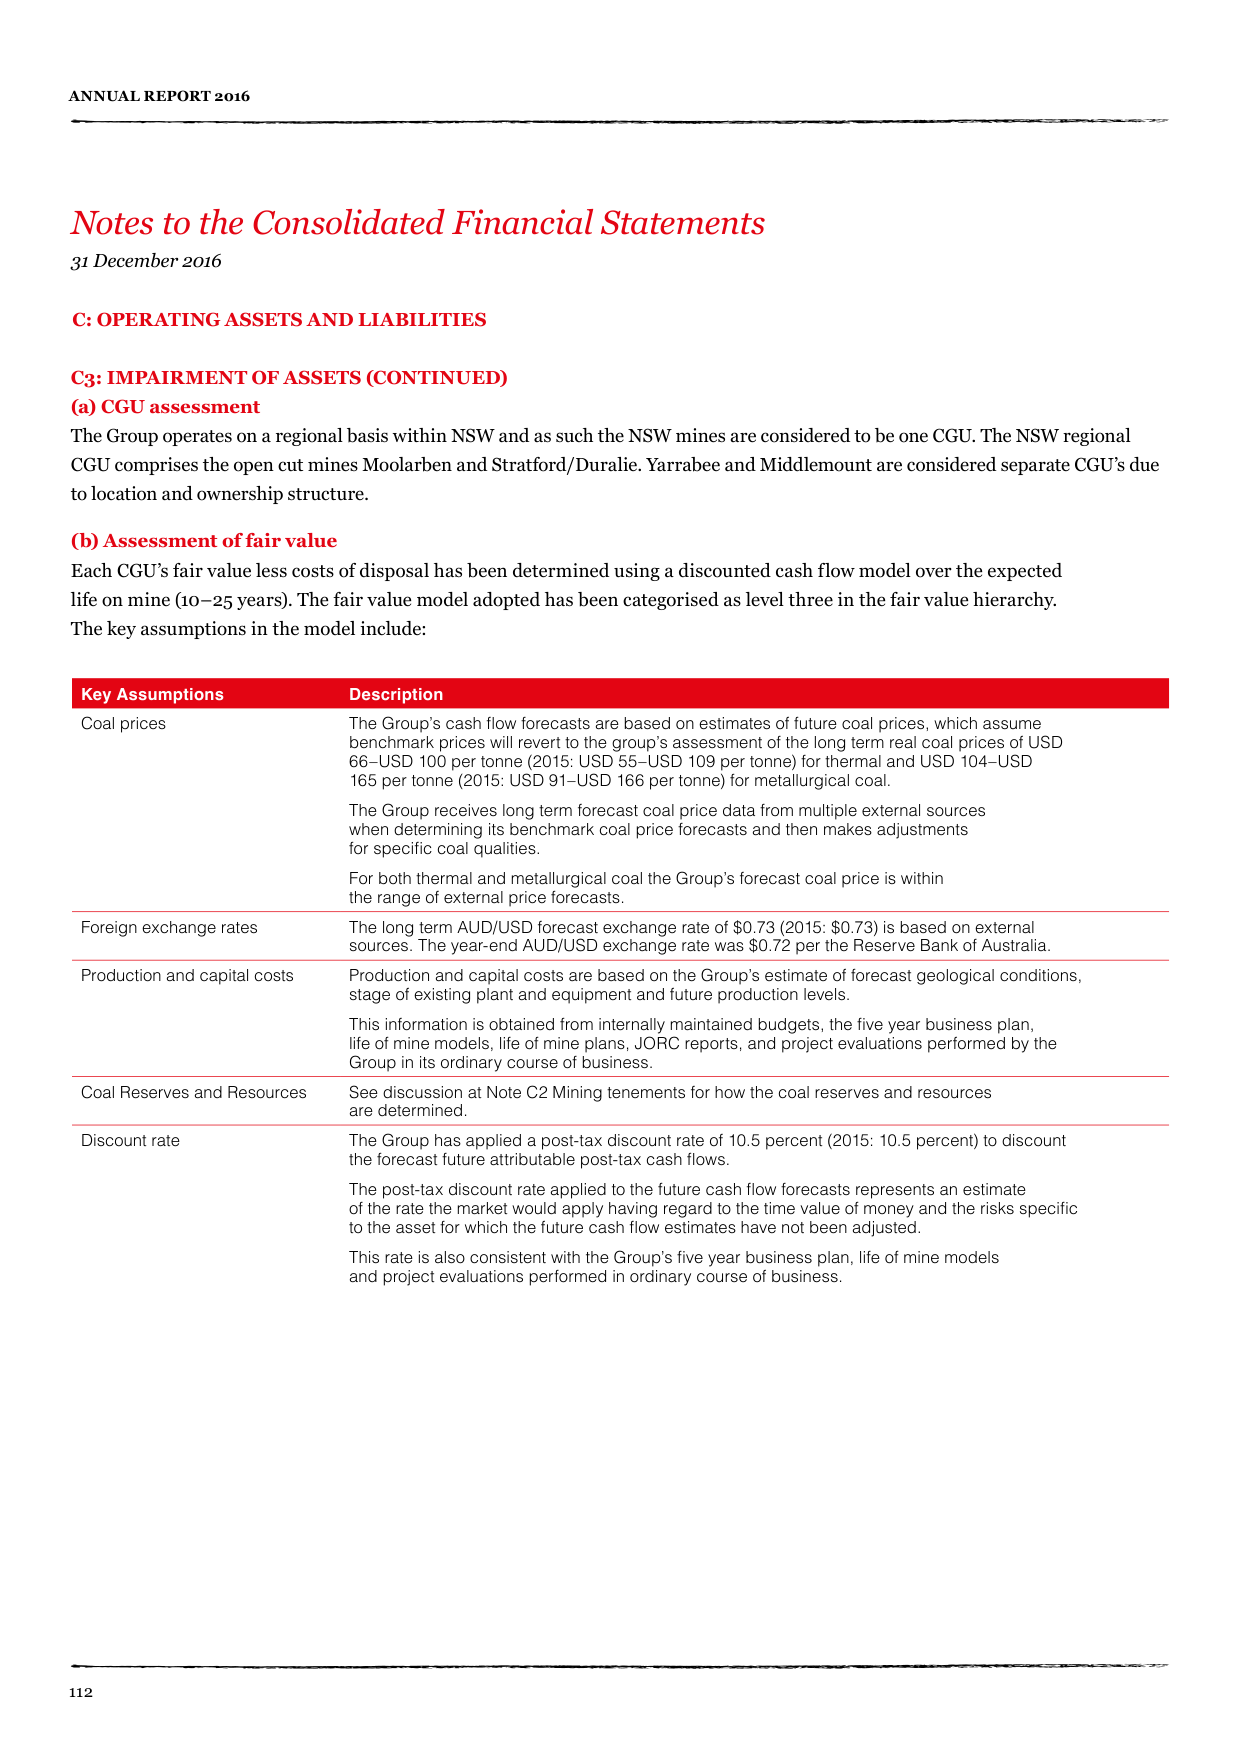 ANNUAL REPORT 2016
Notes to the Consolidated Financial Statements
31 December 2016
C: OPERATING ASSETS AND LIABILITIES
C3: IMPAIRMENT OF ASSETS (CONTINUED)
(a) CGU assessment
The Group operates on a regional basis within NSW and as such the NSW mines are considered to be one CGU. The NSW regional
CGU comprises the open cut mines Moolarben and Stratford/Duralie. Yarrabee and Middlemount are considered separate CGU’s due
to location and ownership structure.
(b) Assessment of fair value
Each CGU’s fair value less costs of disposal has been determined using a discounted cash flow model over the expected
life on mine (10–25 years). The fair value model adopted has been categorised as level three in the fair value hierarchy.
The key assumptions in the model include:
Key Assumptions Description
Coal prices The Group’s cash flow forecasts are based on estimates of future coal prices, which assume
benchmark prices will revert to the group’s assessment of the long term real coal prices of USD
66–USD 100 per tonne (2015: USD 55–USD 109 per tonne) for thermal and USD 104–USD
165 per tonne (2015: USD 91–USD 166 per tonne) for metallurgical coal.
The Group receives long term forecast coal price data from multiple external sources
when determining its benchmark coal price forecasts and then makes adjustments
for specific coal qualities.
For both thermal and metallurgical coal the Group’s forecast coal price is within
the range of external price forecasts.
Foreign exchange rates The long term AUD/USD forecast exchange rate of $0.73 (2015: $0.73) is based on external
sources. The year-end AUD/USD exchange rate was $0.72 per the Reserve Bank of Australia.
Production and capital costs Production and capital costs are based on the Group’s estimate of forecast geological conditions,
stage of existing plant and equipment and future production levels.
This information is obtained from internally maintained budgets, the five year business plan,
life of mine models, life of mine plans, JORC reports, and project evaluations performed by the
Group in its ordinary course of business.
Coal Reserves and Resources See discussion at Note C2 Mining tenements for how the coal reserves and resources
are determined.
Discount rate The Group has applied a post-tax discount rate of 10.5 percent (2015: 10.5 percent) to discount
the forecast future attributable post-tax cash flows.
The post-tax discount rate applied to the future cash flow forecasts represents an estimate
of the rate the market would apply having regard to the time value of money and the risks specific
to the asset for which the future cash flow estimates have not been adjusted.
This rate is also consistent with the Group’s five year business plan, life of mine models
and project evaluations performed in ordinary course of business.
112